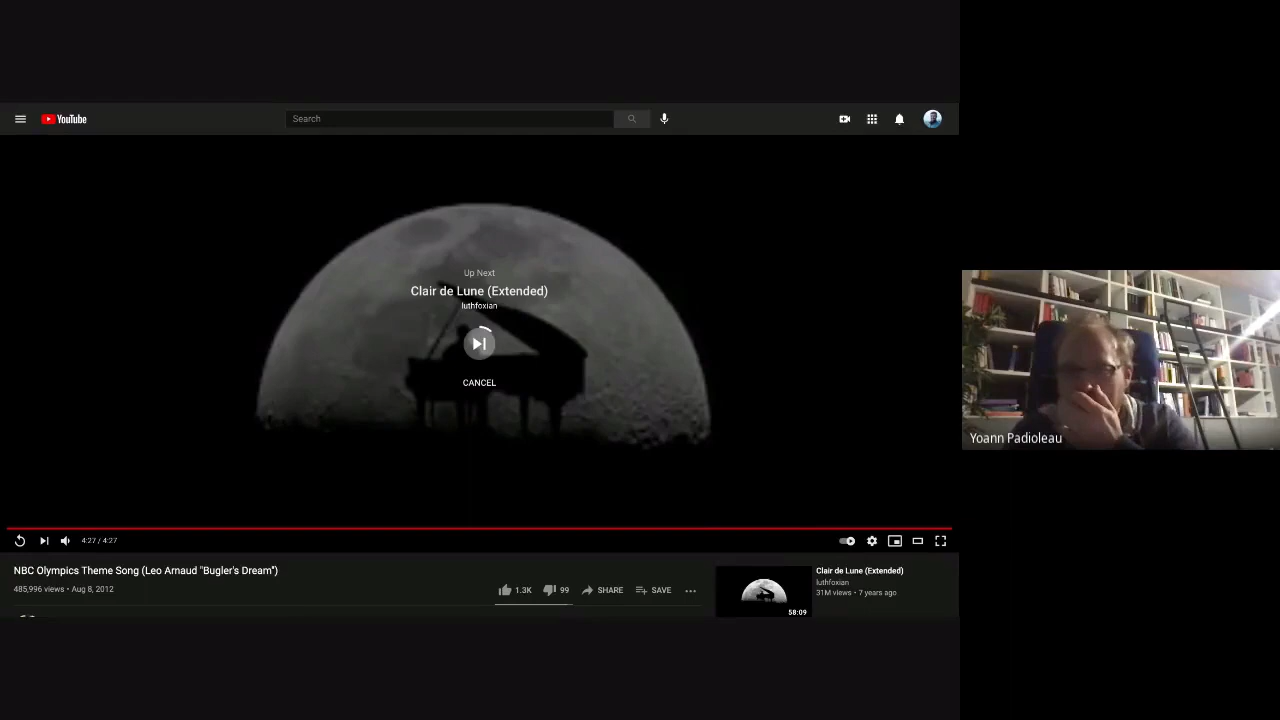 YouTube
Search
Up Next
Clair de Lune (Extended)
luthfoxian
CANCEL
4:27 / 4:27
NBC Olympics Theme Song (Leo Arnaud "Bugler's Dream")
485,996 views • Aug 8, 2012
1.3K 99 SHARE SAVE
Clair de Lune (Extended)
luthfoxian
31M views • 7 years ago
58:09
Yoann Padioleau